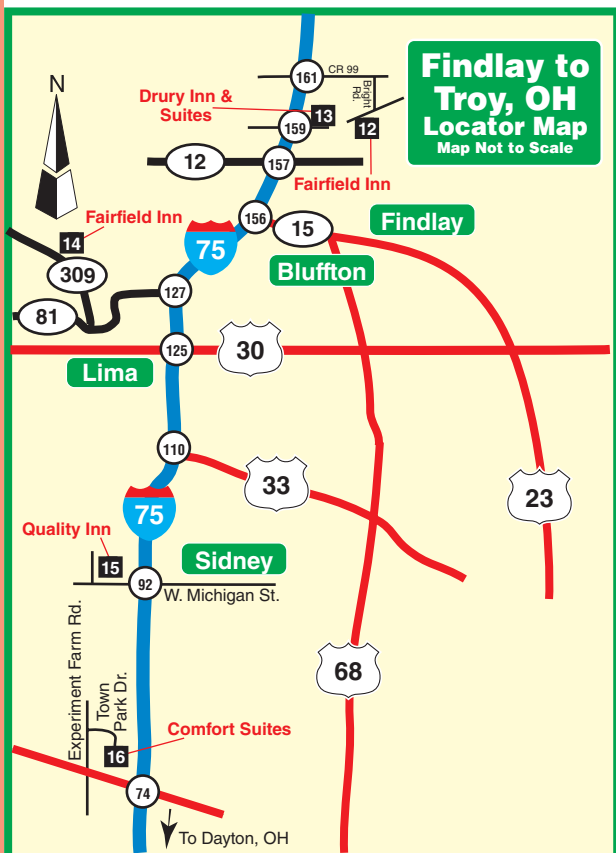 Findlay to
Troy, OH
Locator Map
Map Not to Scale
N
161
CR 99
Bright
Rd.
Drury Inn &
Suites
13
159
12
12
157
Fairfield Inn
156
15
Findlay
Fairfield Inn
14
75
Bluffton
309
127
81
125
30
Lima
110
33
23
75
Quality Inn
15
Sidney
92
W. Michigan St.
68
Experiment Farm Rd.
Town
Park Dr.
Comfort Suites
16
74
To Dayton, OH